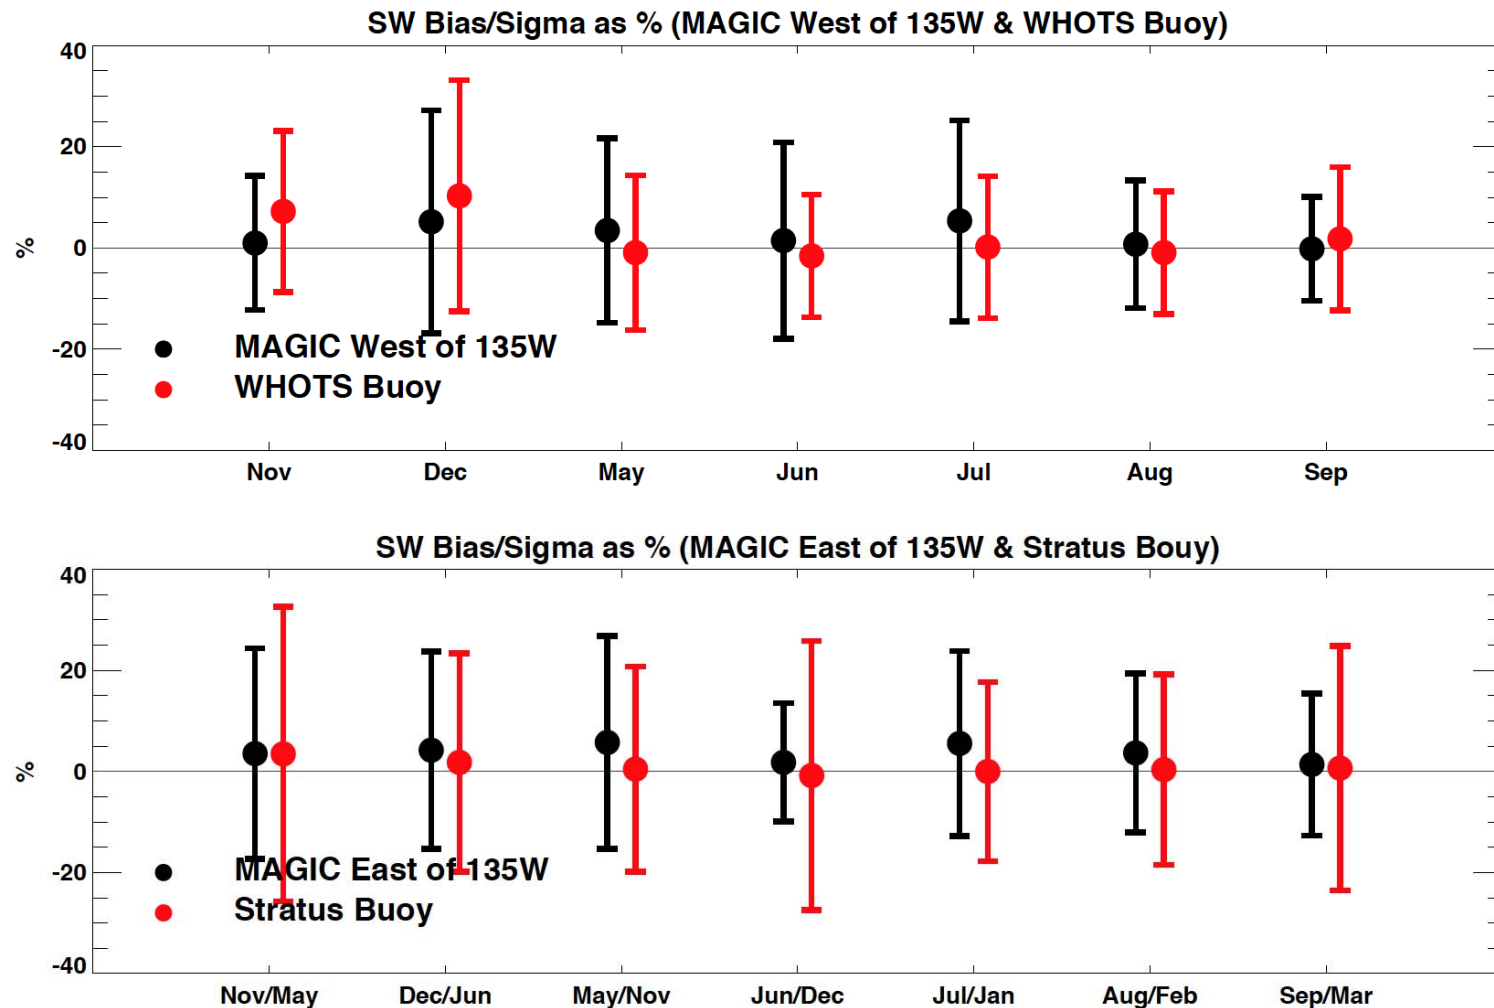 SW Bias/Sigma as % (MAGIC West of 135W & WHOTS Buoy)
40
20
0
-20
-40
%
MAGIC West of 135W
WHOTS Buoy
Nov Dec May Jun Jul Aug Sep
SW Bias/Sigma as % (MAGIC East of 135W & Stratus Bouy)
40
20
0
-20
-40
%
MAGIC East of 135W
Stratus Buoy
Nov/May Dec/Jun May/Nov Jun/Dec Jul/Jan Aug/Feb Sep/Mar